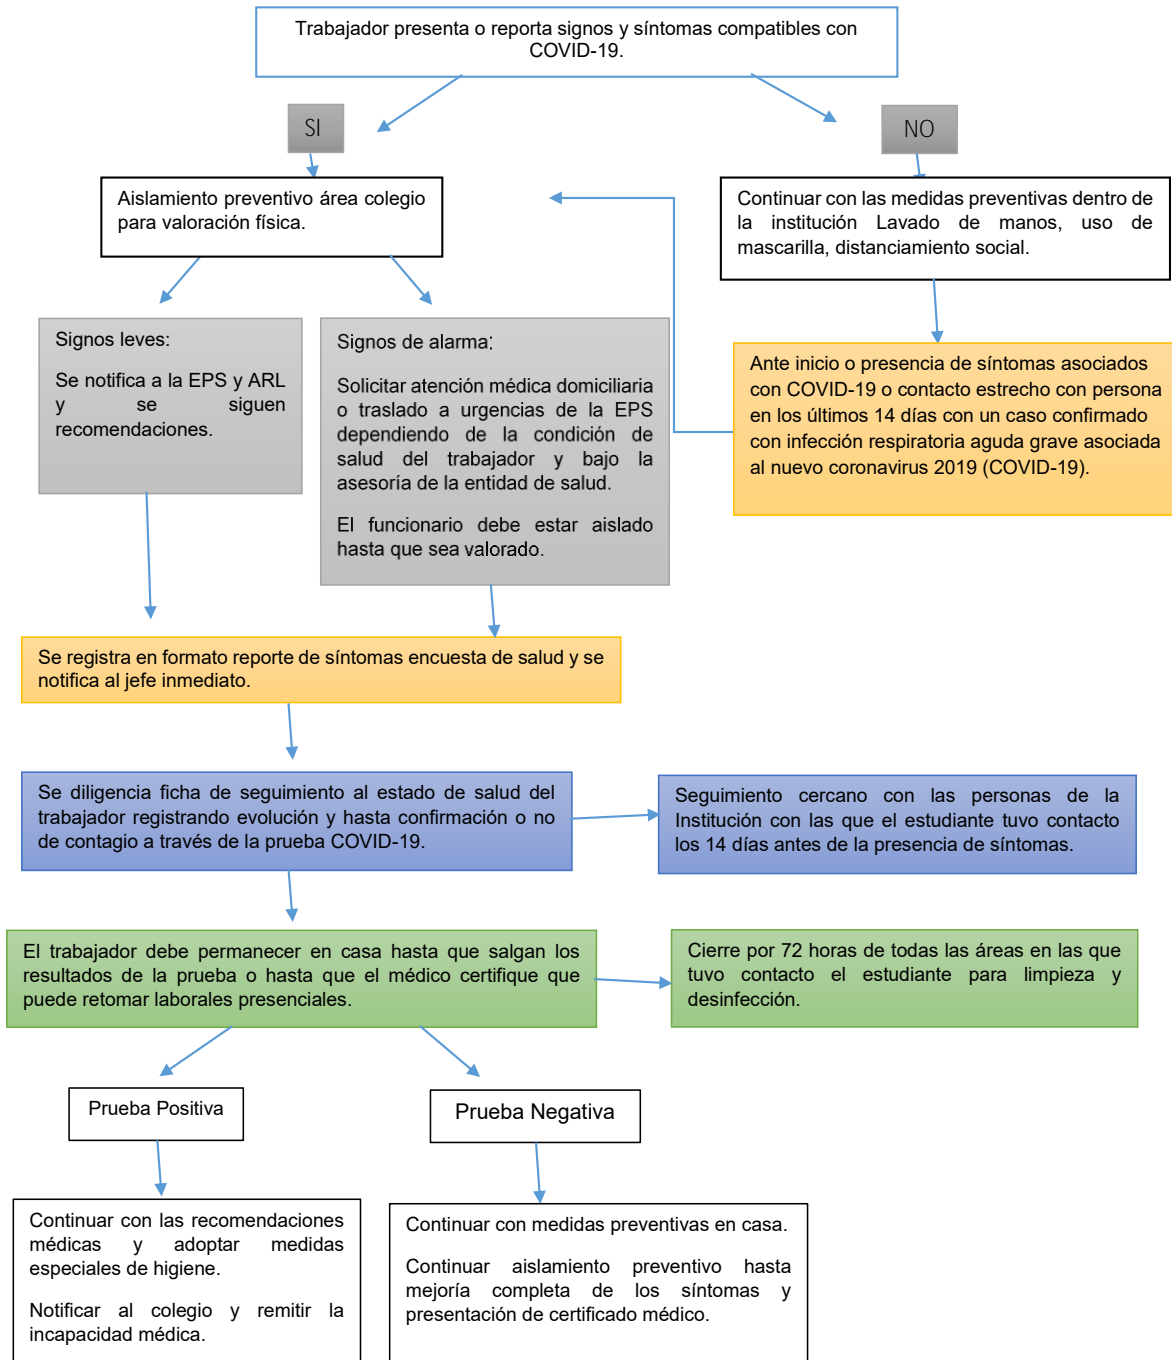 Trabajador presenta o reporta signos y síntomas compatibles con
COVID-19.
SI
NO
Aislamiento preventivo área colegio
para valoración física.
Continuar con las medidas preventivas dentro de
la institución Lavado de manos, uso de
mascarilla, distanciamiento social.
Signos leves:
Se notifica a la EPS y ARL
y se siguen
recomendaciones.
Signos de alarma:
Solicitar atención médica domiciliaria
o traslado a urgencias de la EPS
dependiendo de la condición de
salud del trabajador y bajo la
asesoría de la entidad de salud.
El funcionario debe estar aislado
hasta que sea valorado.
Ante inicio o presencia de síntomas asociados
con COVID-19 o contacto estrecho con persona
en los últimos 14 días con un caso confirmado
con infección respiratoria aguda grave asociada
al nuevo coronavirus 2019 (COVID-19).
Se registra en formato reporte de síntomas encuesta de salud y se
notifica al jefe inmediato.
Se diligencia ficha de seguimiento al estado de salud del
trabajador registrando evolución y hasta confirmación o no
de contagio a través de la prueba COVID-19.
Seguimiento cercano con las personas de la
Institución con las que el estudiante tuvo contacto
los 14 días antes de la presencia de síntomas.
El trabajador debe permanecer en casa hasta que salgan los
resultados de la prueba o hasta que el médico certifique que
puede retomar laborales presenciales.
Cierre por 72 horas de todas las áreas en las que
tuvo contacto el estudiante para limpieza y
desinfección.
Prueba Positiva
Prueba Negativa
Continuar con las recomendaciones
médicas y adoptar medidas
especiales de higiene.
Notificar al colegio y remitir la
incapacidad médica.
Continuar con medidas preventivas en casa.
Continuar aislamiento preventivo hasta
mejoría completa de los síntomas y
presentación de certificado médico.